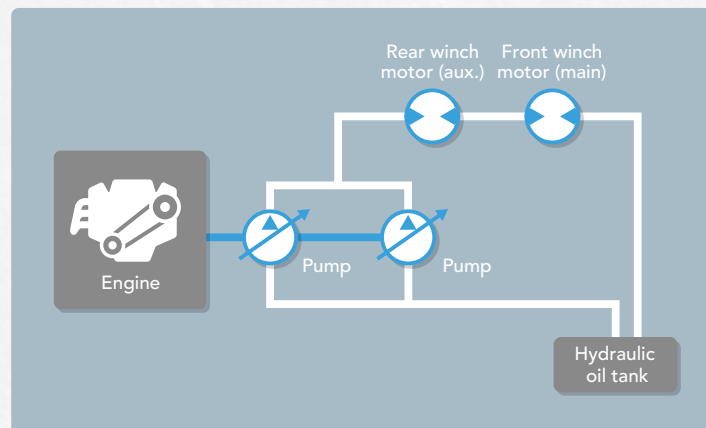 Rear winch
motor (aux.)
Front winch
motor (main)
Engine
Pump
Pump
Hydraulic
oil tank